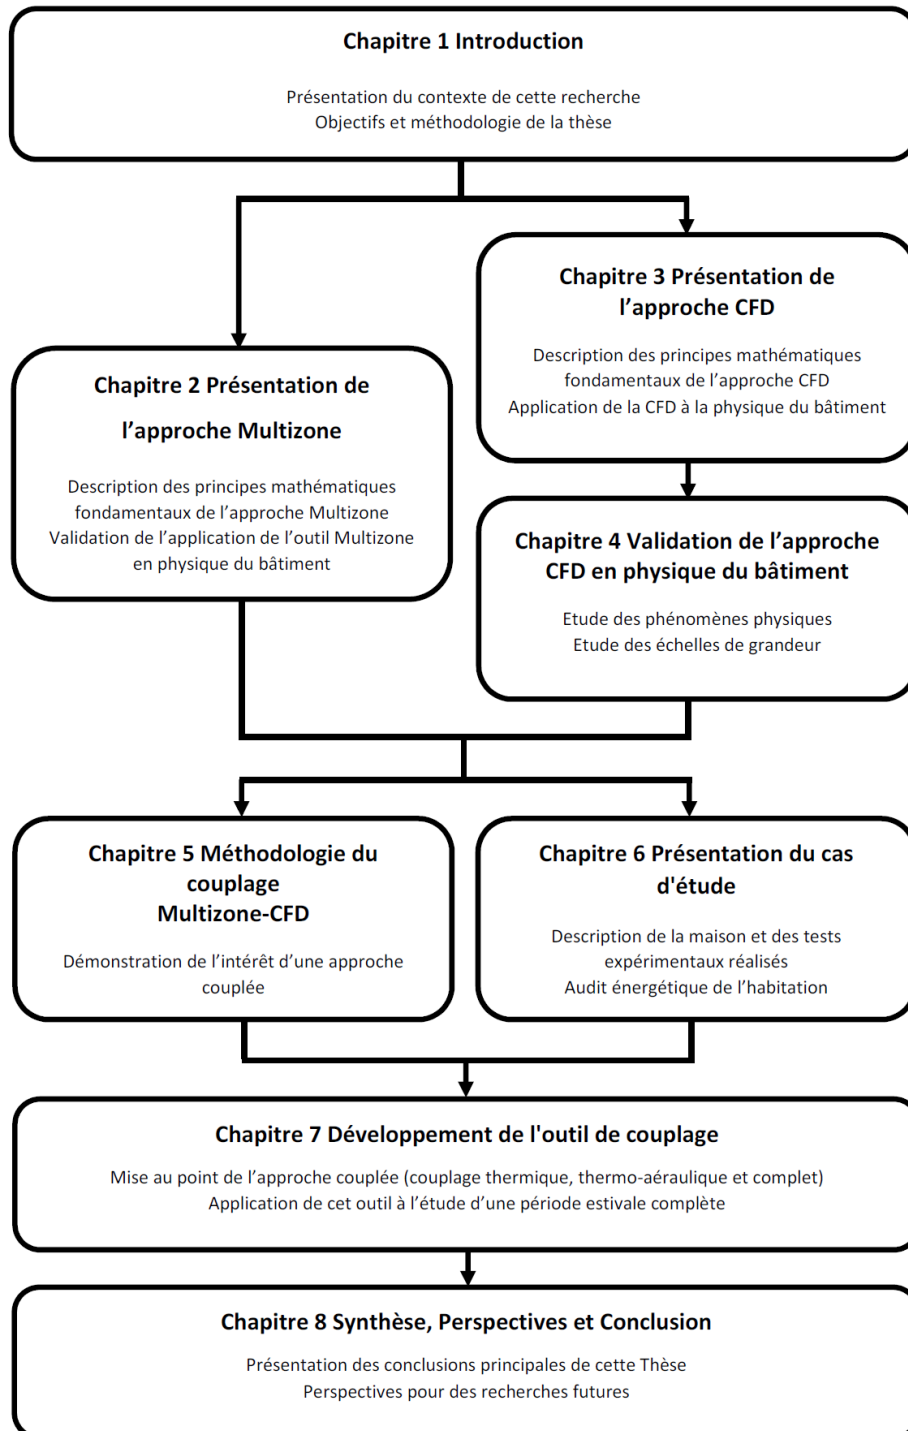 Chapitre 1 Introduction
Présentation du contexte de cette recherche
Objectifs et méthodologie de la thèse
Chapitre 2 Présentation de
l’approche Multizone
Description des principes mathématiques
fondamentaux de l’approche Multizone
Validation de l’application de l’outil Multizone
en physique du bâtiment
Chapitre 3 Présentation de
l’approche CFD
Description des principes mathématiques
fondamentaux de l’approche CFD
Application de la CFD à la physique du bâtiment
Chapitre 4 Validation de l’approche
CFD en physique du bâtiment
Etude des phénomènes physiques
Etude des échelles de grandeur
Chapitre 5 Méthodologie du
couplage
Multizone-CFD
Démonstration de l’intérêt d’une approche
couplée
Chapitre 6 Présentation du cas
d'étude
Description de la maison et des tests
expérimentaux réalisés
Audit énergétique de l’habitation
Chapitre 7 Développement de l'outil de couplage
Mise au point de l’approche couplée (couplage thermique, thermo-aéraulique et complet)
Application de cet outil à l’étude d’une période estivale complète
Chapitre 8 Synthèse, Perspectives et Conclusion
Présentation des conclusions principales de cette Thèse
Perspectives pour des recherches futures